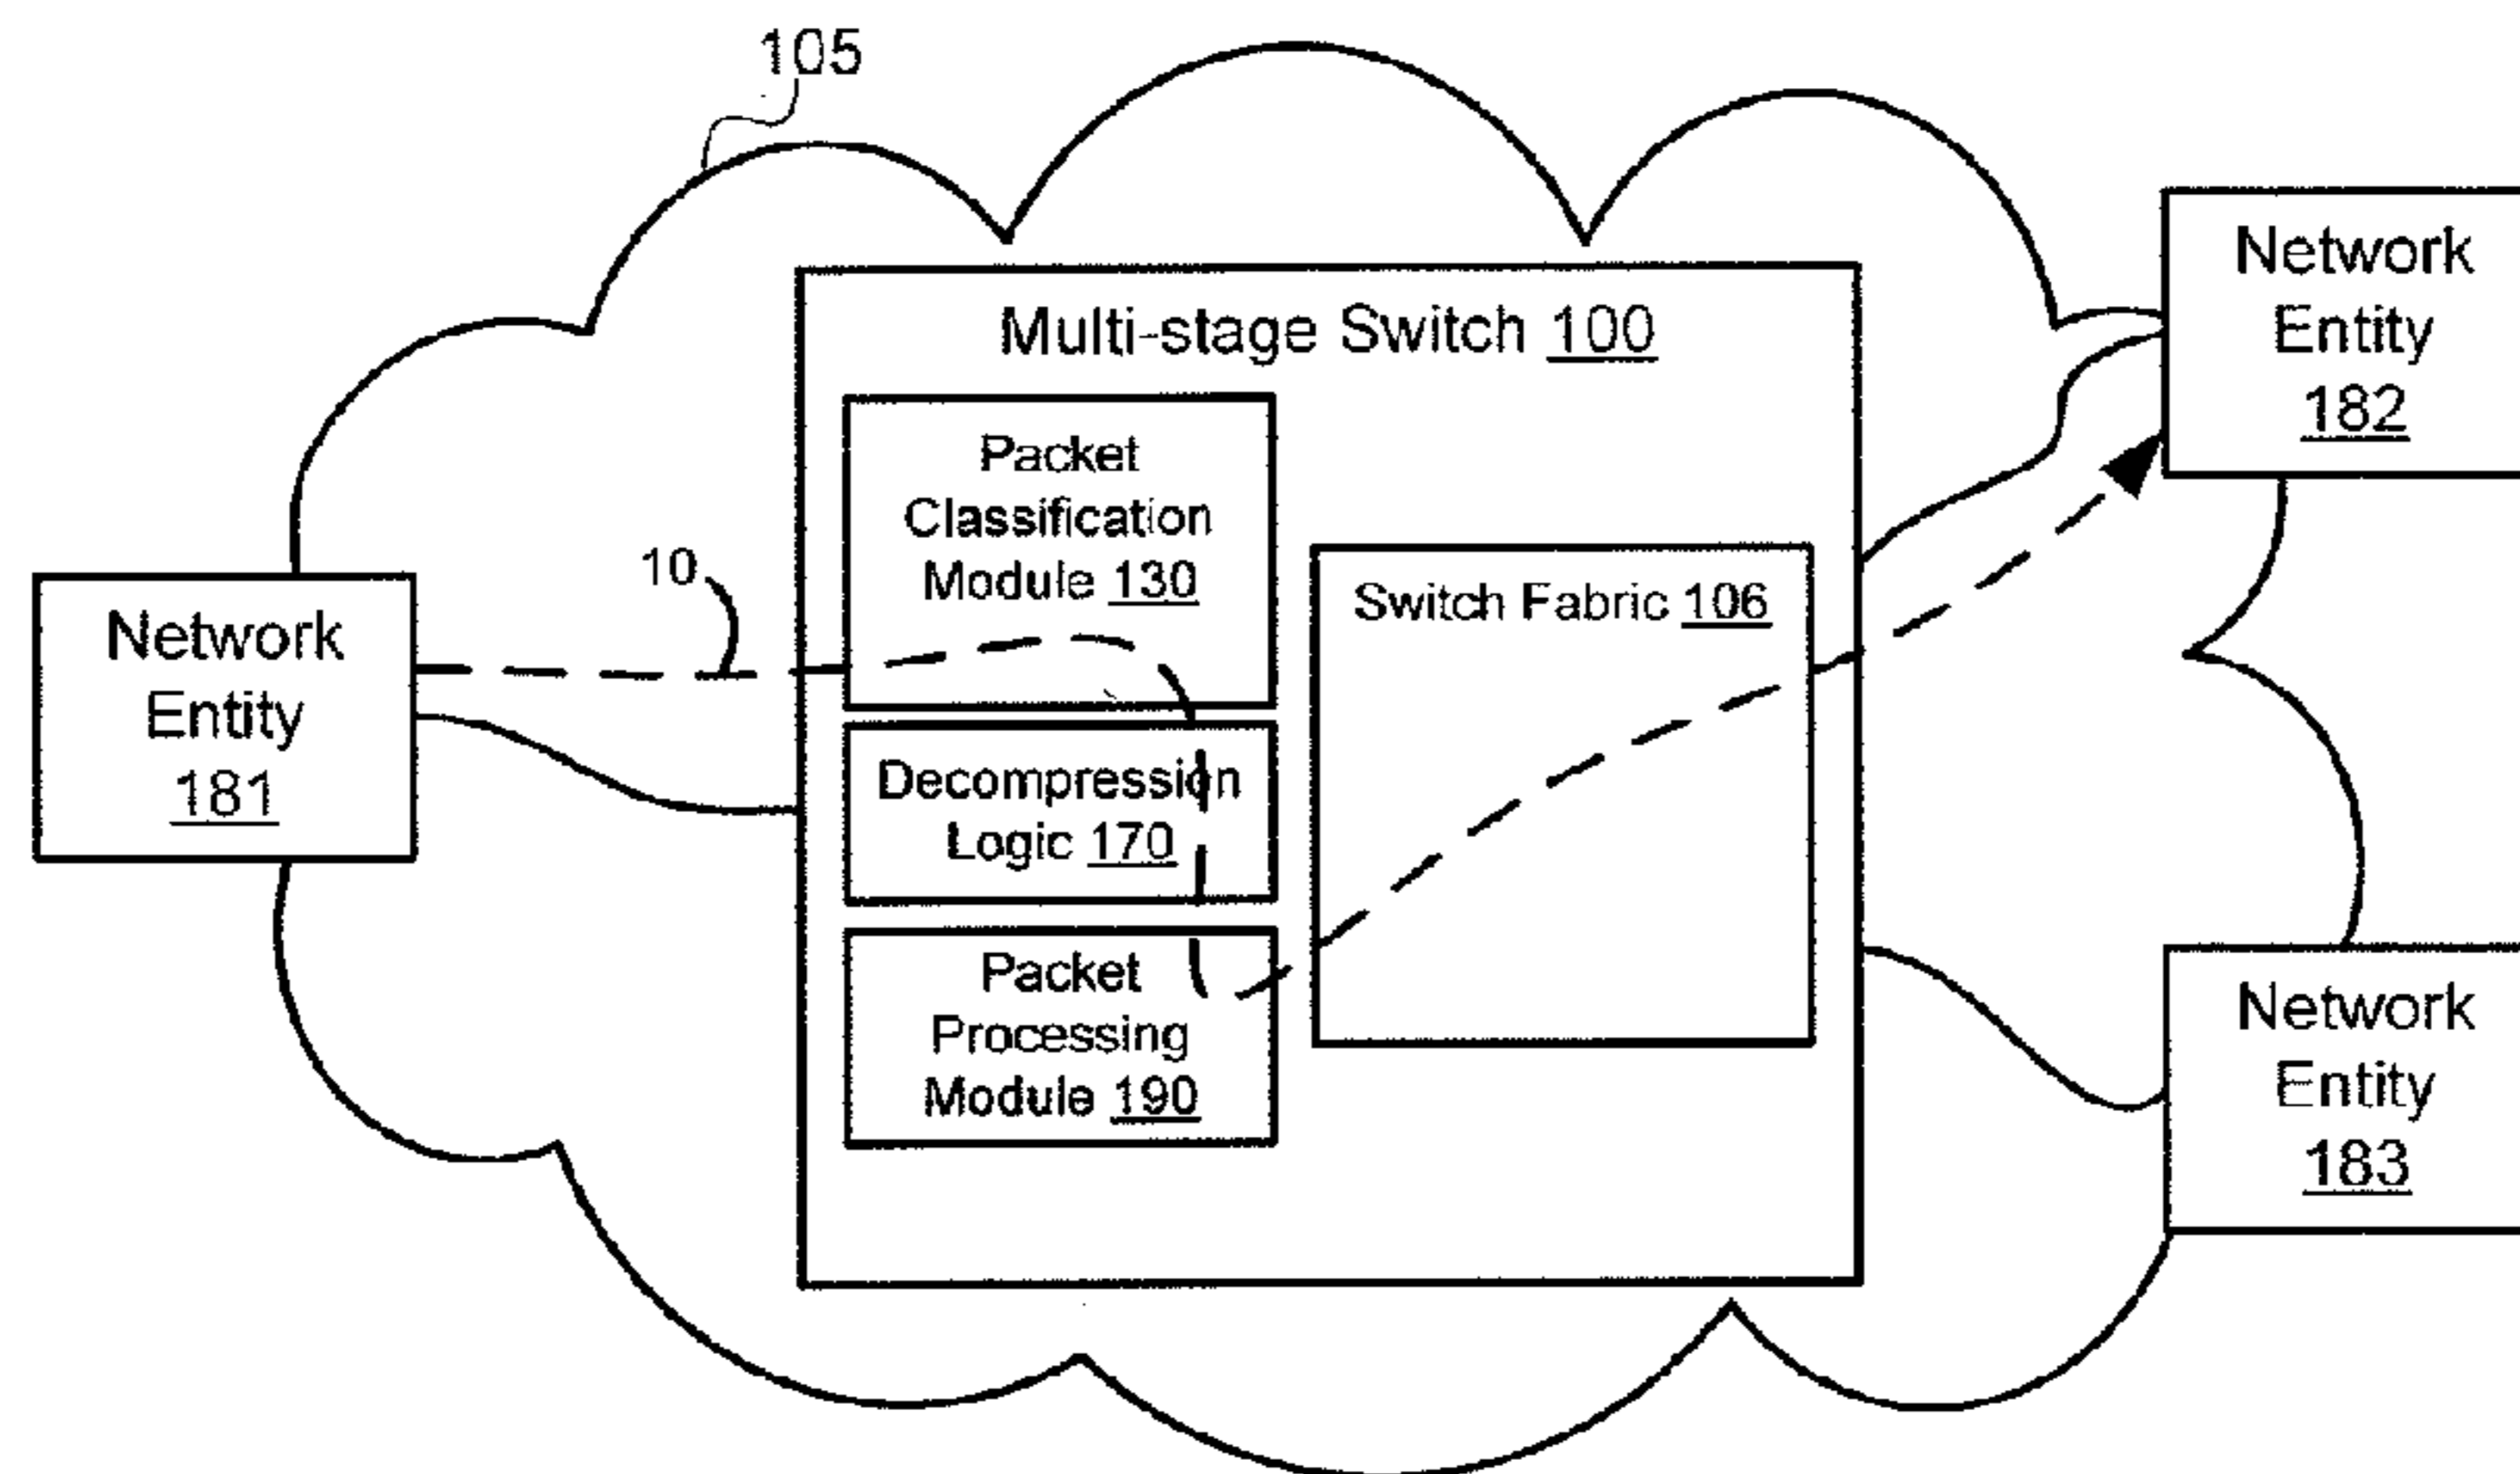 105
Multi-stage Switch 100
Packet
Classification
Module 130
Decompression
Logic 170
Packet
Processing
Module 190
Switch Fabric 106
10
Network
Entity
181
Network
Entity
182
Network
Entity
183